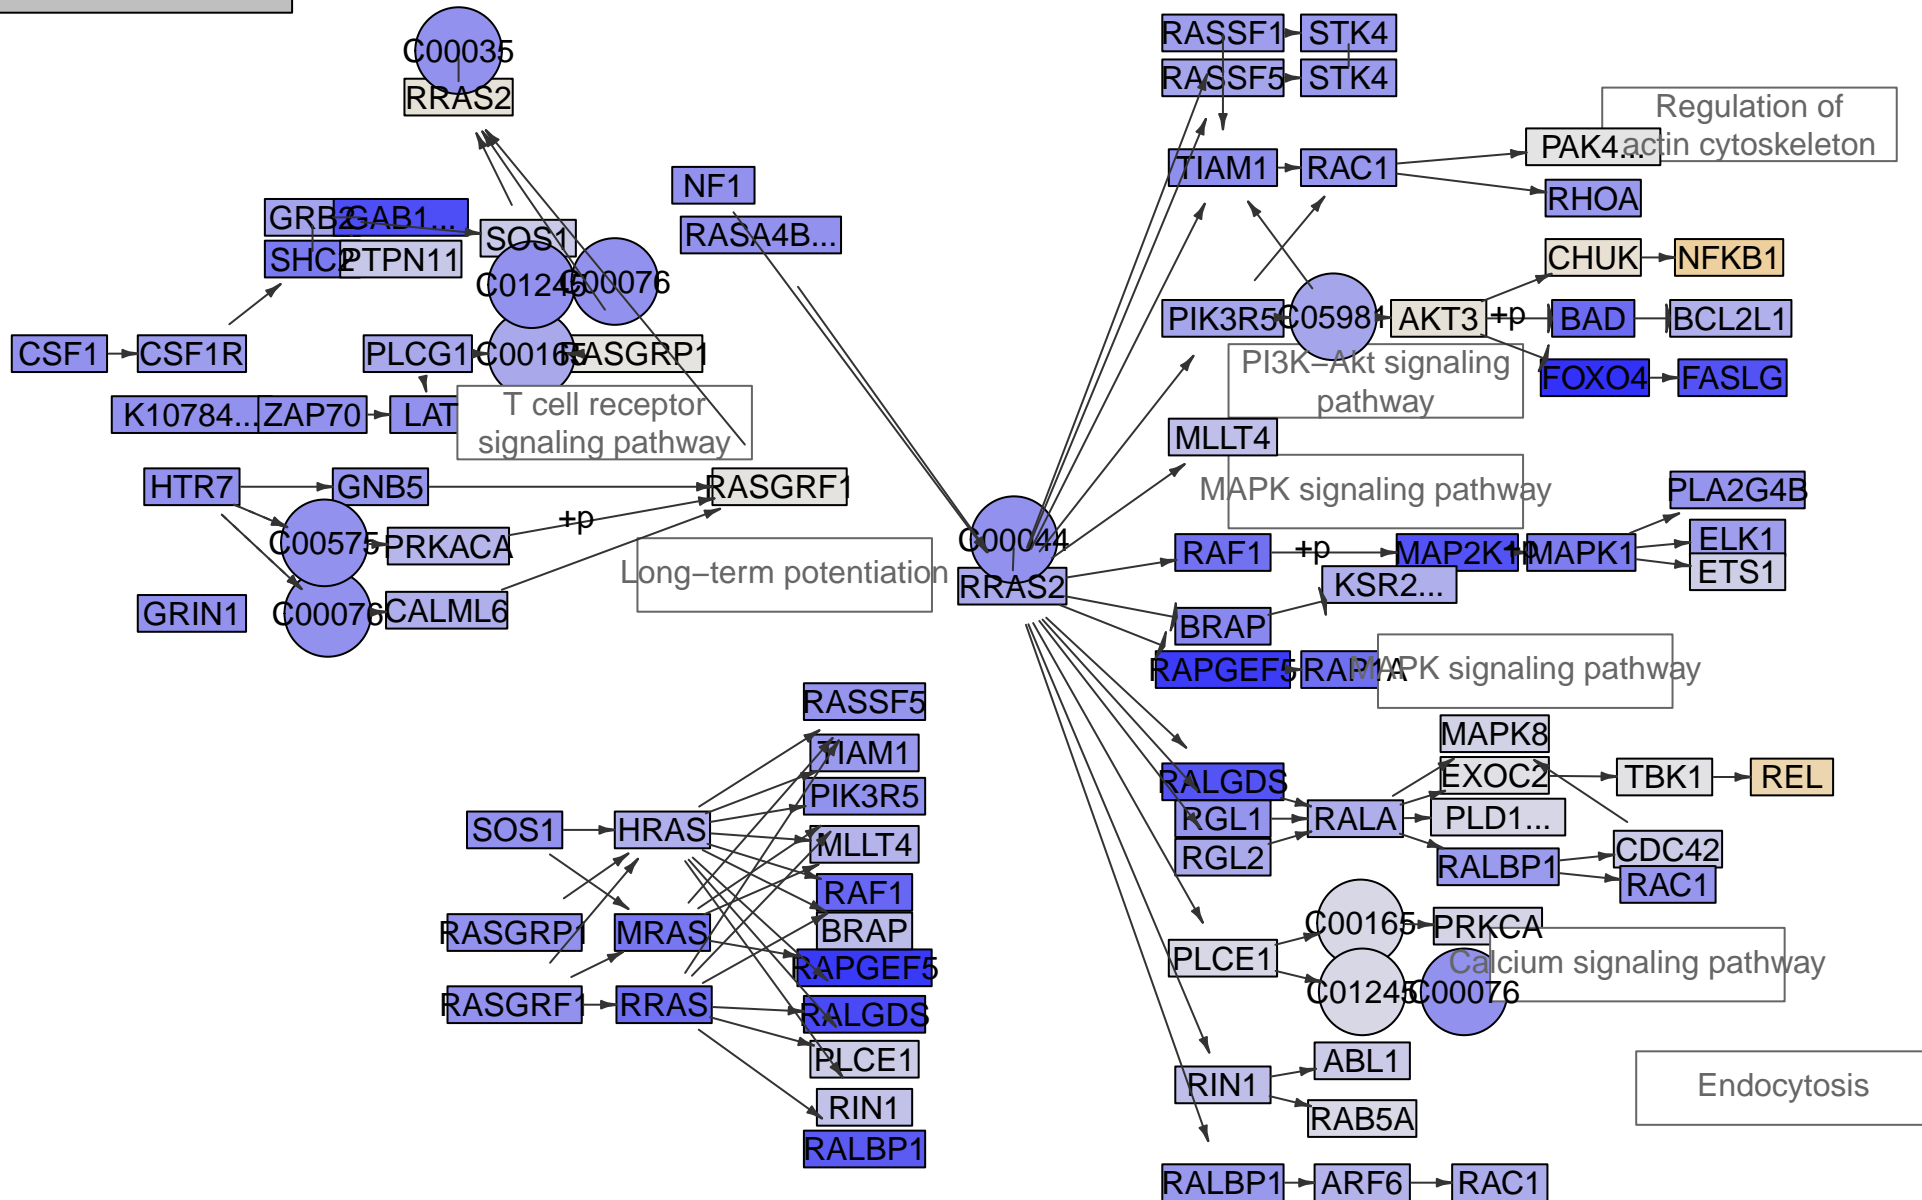 C00035
RRAS2
NF1
RASA4B...
GRB2
GAB1...
SHC2
PTPN11
SOS1
C01245
C00076
CSF1
CSF1R
PLCG1
C00165
RASGRP1
K10784...
ZAP70
LAT
T cell receptor
signaling pathway
HTR7
GNB5
RASGRF1
C00575
PRKACA
+p
GRIN1
C00076
CALML6
Long−term potentiation
C00044
RRAS2
RASSF1
STK4
RASSF5
STK4
Regulation of
actin cytoskeleton
PAK4...
TIAM1
RAC1
RHOA
CHUK
NFKB1
PIK3R5
C05981
AKT3
+p
BAD
BCL2L1
PI3K−Akt signaling
pathway
FOXO4
FASLG
MLLT4
MAPK signaling pathway
PLA2G4B
RAF1
+p
MAP2K1
+p
MAPK1
ELK1
ETS1
KSR2...
BRAP
RAPGEF5
RAP1A
MAPK signaling pathway
RASSF5
TIAM1
PIK3R5
SOS1
HRAS
MLLT4
RAF1
RASGRP1
MRAS
BRAP
RAPGEF5
RASGRF1
RRAS
RALGDS
PLCE1
RIN1
RALBP1
MAPK8
RALGDS
EXOC2
TBK1
REL
RGL1
RALA
PLD1...
RGL2
RALBP1
CDC42
RAC1
C00165
PRKCA
PLCE1
Calcium signaling pathway
C01245
C00076
ABL1
RIN1
RAB5A
Endocytosis
RALBP1
ARF6
RAC1